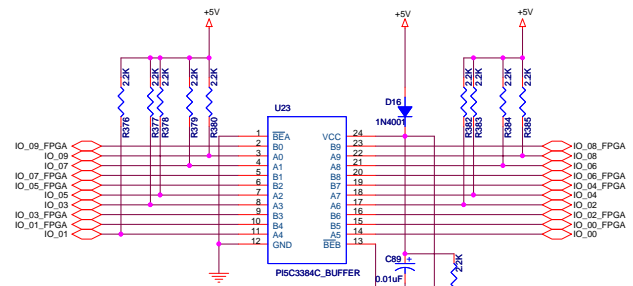 +5V
+5V
+5V
2.2K
2.2K
2.2K
2.2K
2.2K
R376
R377
R378
R379
R380
D16
1N4001
2.2K
2.2K
2.2K
2.2K
R382
R383
R384
R385
U23
1 BEA VCC 24
IO_09_FPGA 2 B0 B9 23 IO_08_FPGA
IO_09 3 A0 A9 22 IO_08
IO_07 4 A1 A8 21 IO_06
IO_07_FPGA 5 B1 B8 20 IO_06_FPGA
IO_05_FPGA 6 B2 B7 19 IO_04_FPGA
IO_05 7 A2 A7 18 IO_04
IO_03 8 A3 A6 17 IO_02
IO_03_FPGA 9 B3 B6 16 IO_02_FPGA
IO_01_FPGA 10 B4 B5 15 IO_00_FPGA
IO_01 11 A4 A5 14 IO_00
12 GND BEB 13
PI5C3384C_BUFFER
C89 +
0.01uF
2.2K